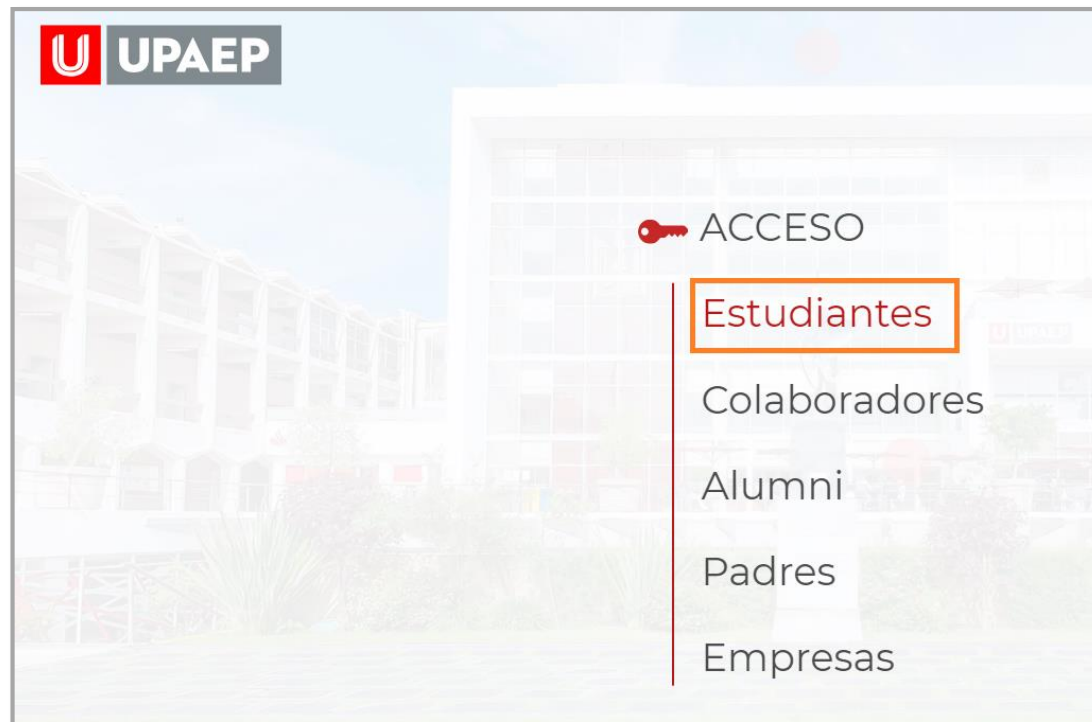 U UPAEP
ACCESO
Estudiantes
Colaboradores
Alumni
Padres
Empresas